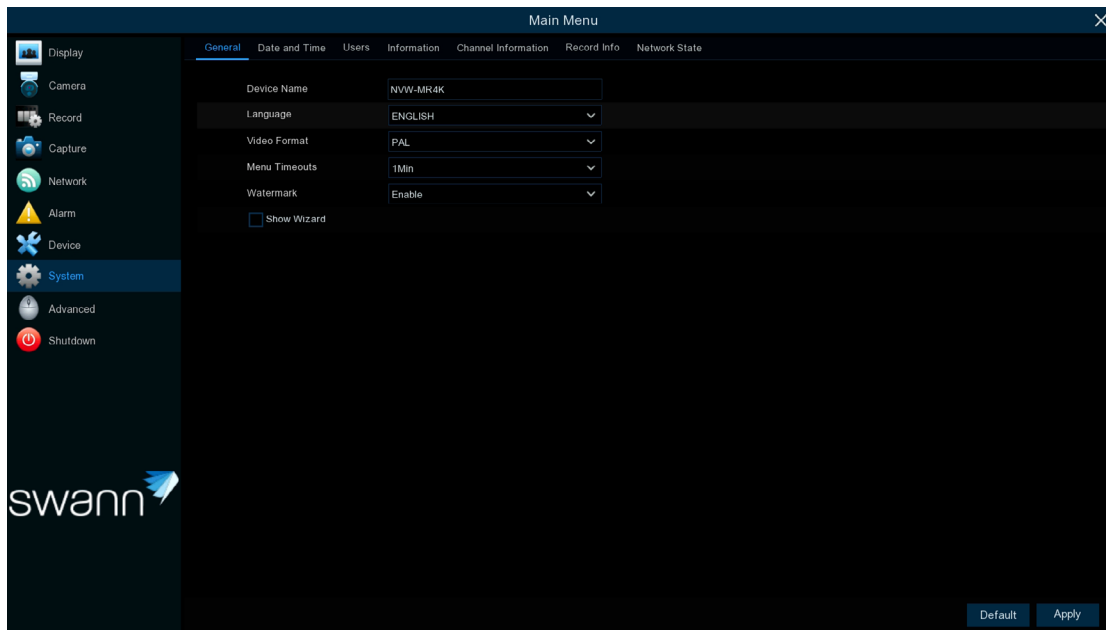 Main Menu
Display
Camera
Record
Capture
Network
Alarm
Device
System
Advanced
Shutdown
swann
General Date and Time Users Information Channel Information Record Info Network State
Device Name NVW-MR4K
Language ENGLISH
Video Format PAL
Menu Timeouts 1Min
Watermark Enable
Show Wizard
Default Apply